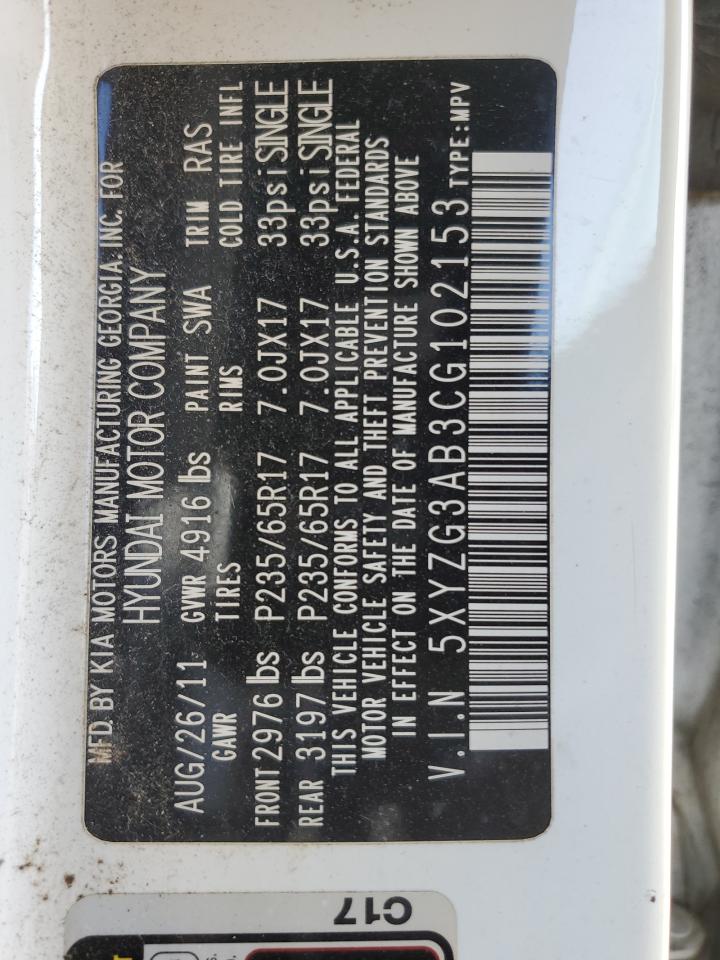 MFD. BY KIA MOTORS MANUFACTURING GEORGIA, INC. FOR
HYUNDAI MOTOR COMPANY
AUG/26/11 GVWR 4916 lbs PAINT SWA TRIM RAS
GAWR TIRES RIMS COLD TIRE INFL
FRONT 2976 lbs P235/65R17 7.0JX17 33psi SINGLE
REAR 3197 lbs P235/65R17 7.0JX17 33psi SINGLE
THIS VEHICLE CONFORMS TO ALL APPLICABLE U.S.A. FEDERAL
MOTOR VEHICLE SAFETY AND THEFT PREVENTION STANDARDS
IN EFFECT ON THE DATE OF MANUFACTURE SHOWN ABOVE
V.I.N 5XYZG3AB3CG102153 TYPE:MPV
C17